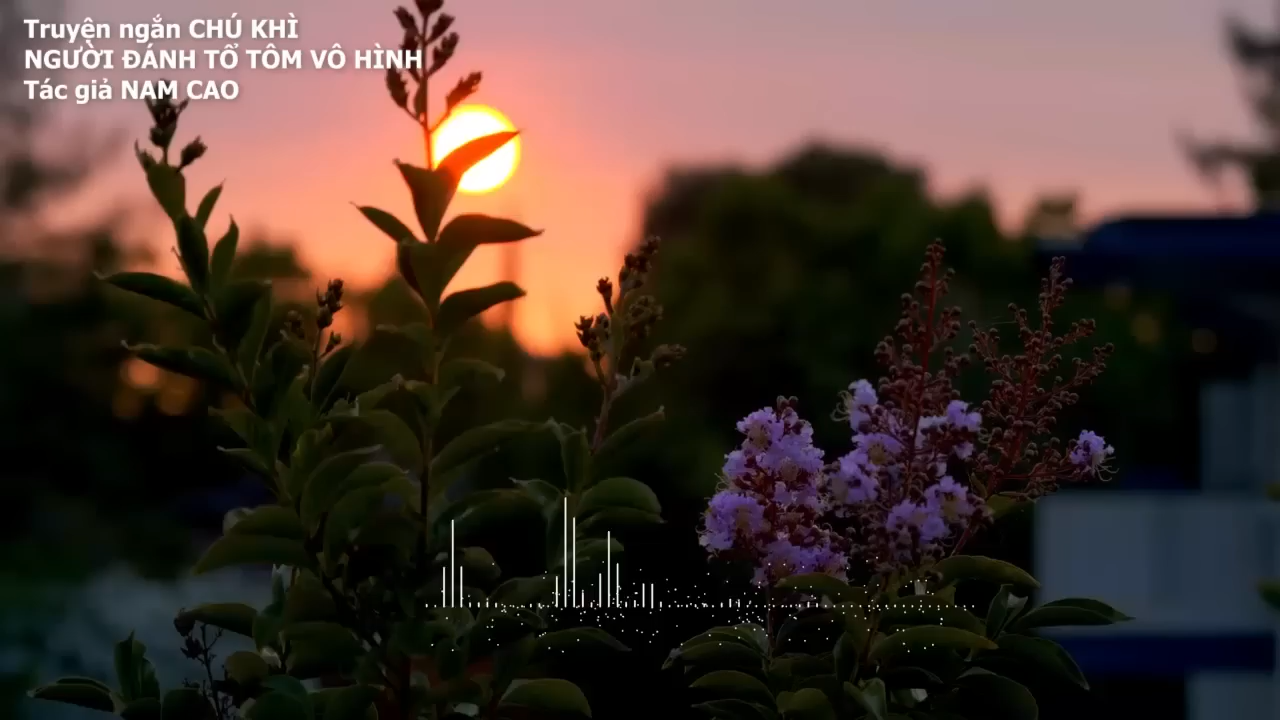 Truyện ngắn CHÚ KHÌ
NGƯỜI ĐÁNH TỔ TÔM VÔ HÌNH
Tác giả NAM CAO